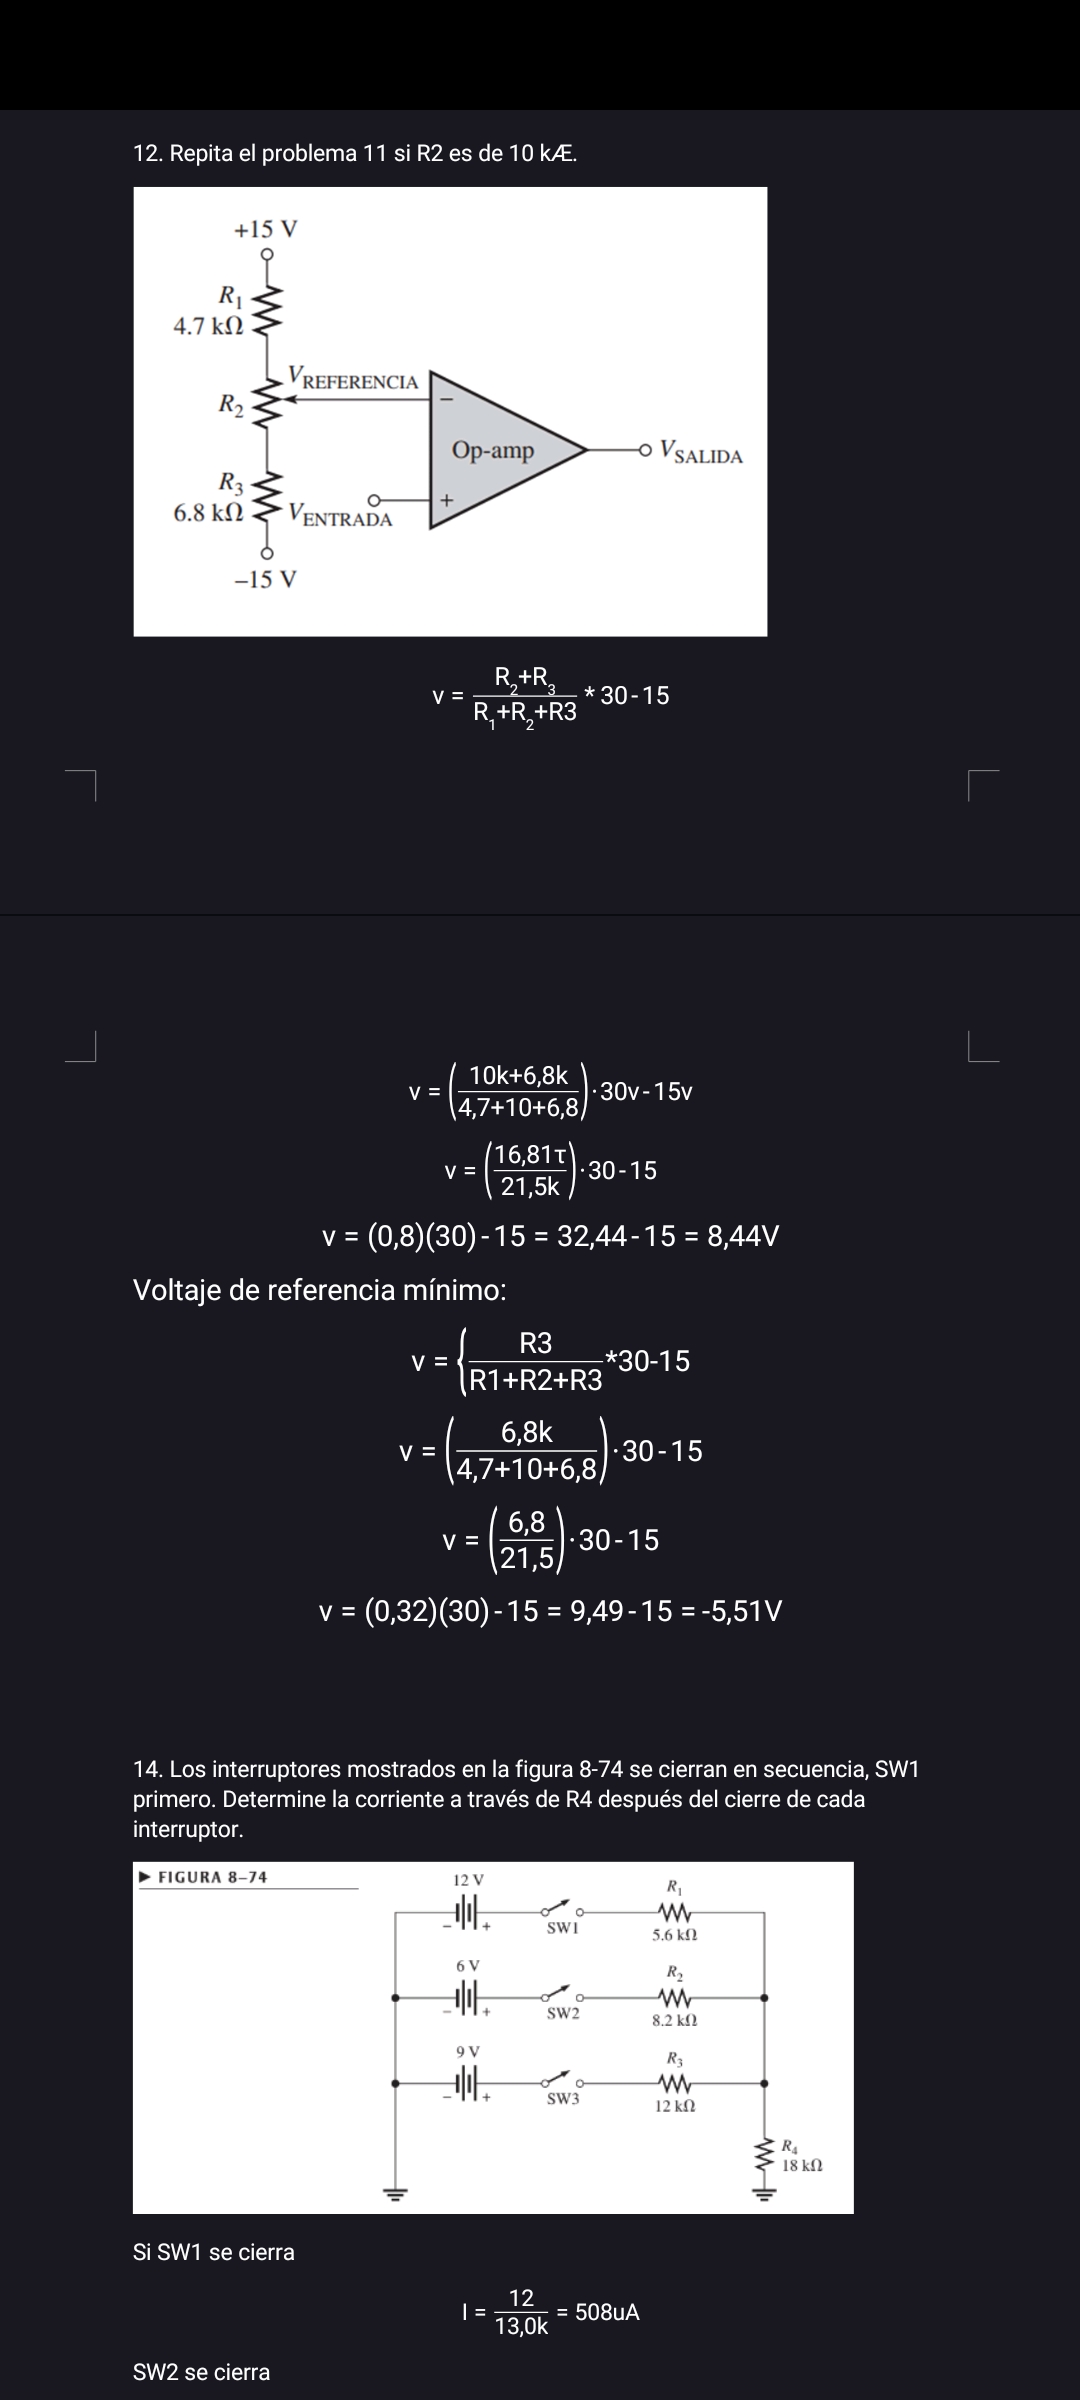 12. Repita el problema 11 si R2 es de 10 kÆ.
+15 V
R1
4.7 kΩ
VREFERENCIA
R2
−
Op-amp
VSALIDA
R3
6.8 kΩ
+
VENTRADA
−15 V
v = (R2+R3)/(R1+R2+R3) * 30-15
v = ((10k+6,8k)/(4,7+10+6,8))·30v-15v
v = (16,81τ/21,5k)·30-15
v = (0,8)(30)-15 = 32,44-15 = 8,44V
Voltaje de referencia mínimo:
v = {R3/(R1+R2+R3) *30-15
v = (6,8k/(4,7+10+6,8))·30-15
v = (6,8/21,5)·30-15
v = (0,32)(30)-15 = 9,49-15 = -5,51V
14. Los interruptores mostrados en la figura 8-74 se cierran en secuencia, SW1
primero. Determine la corriente a través de R4 después del cierre de cada
interruptor.
► FIGURA 8–74
12 V
R1
− +
SW1
5.6 kΩ
6 V
R2
− +
SW2
8.2 kΩ
9 V
R3
− +
SW3
12 kΩ
R4
18 kΩ
Si SW1 se cierra
I = 12/13,0k = 508uA
SW2 se cierra